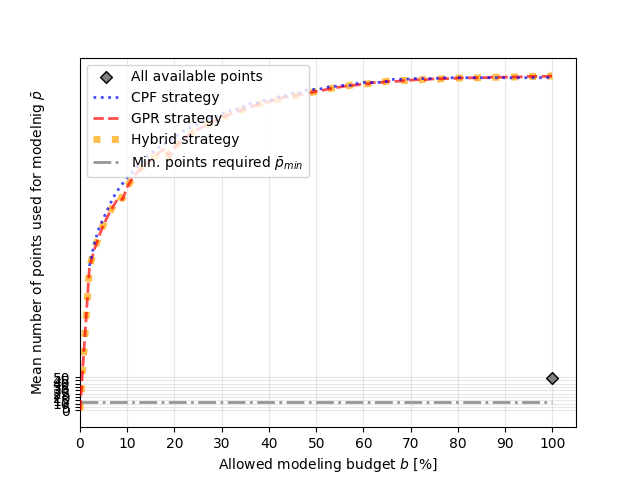 All available points
CPF strategy
GPR strategy
Hybrid strategy
Min. points required p̄min
Mean number of points used for modelnig p̄
50
0
0 10 20 30 40 50 60 70 80 90 100
Allowed modeling budget b [%]